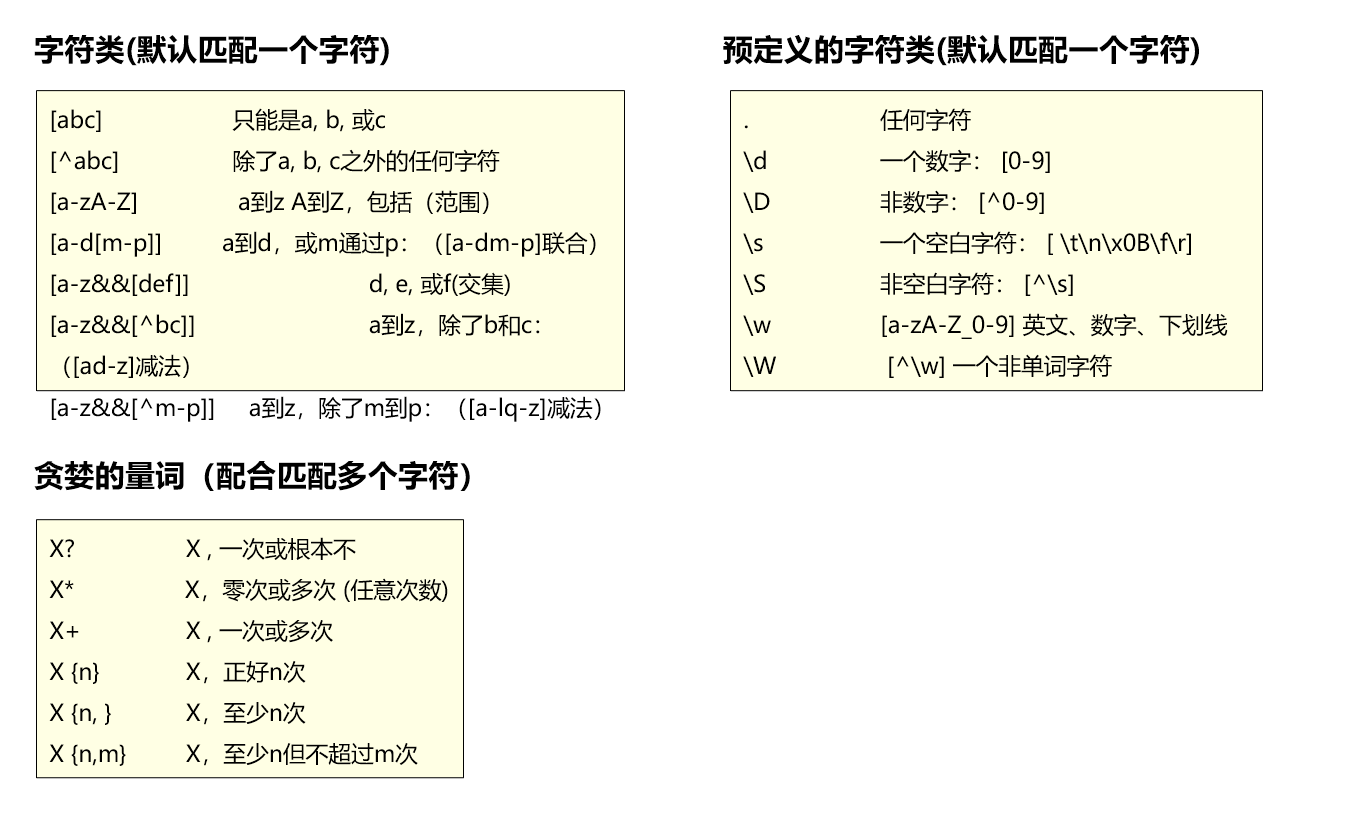 字符类(默认匹配一个字符)
[abc] 只能是a, b, 或c
[^abc] 除了a, b, c之外的任何字符
[a-zA-Z] a到z A到Z，包括（范围）
[a-d[m-p]] a到d，或m通过p：（[a-dm-p]联合）
[a-z&&[def]] d, e, 或f(交集)
[a-z&&[^bc]] a到z，除了b和c：
（[ad-z]减法）
[a-z&&[^m-p]] a到z，除了m到p：（[a-lq-z]减法）
预定义的字符类(默认匹配一个字符)
. 任何字符
\d 一个数字： [0-9]
\D 非数字： [^0-9]
\s 一个空白字符： [ \t\n\x0B\f\r]
\S 非空白字符： [^\s]
\w [a-zA-Z_0-9] 英文、数字、下划线
\W [^\w] 一个非单词字符
贪婪的量词（配合匹配多个字符）
X? X , 一次或根本不
X* X，零次或多次 (任意次数)
X+ X , 一次或多次
X {n} X，正好n次
X {n, } X，至少n次
X {n,m} X，至少n但不超过m次